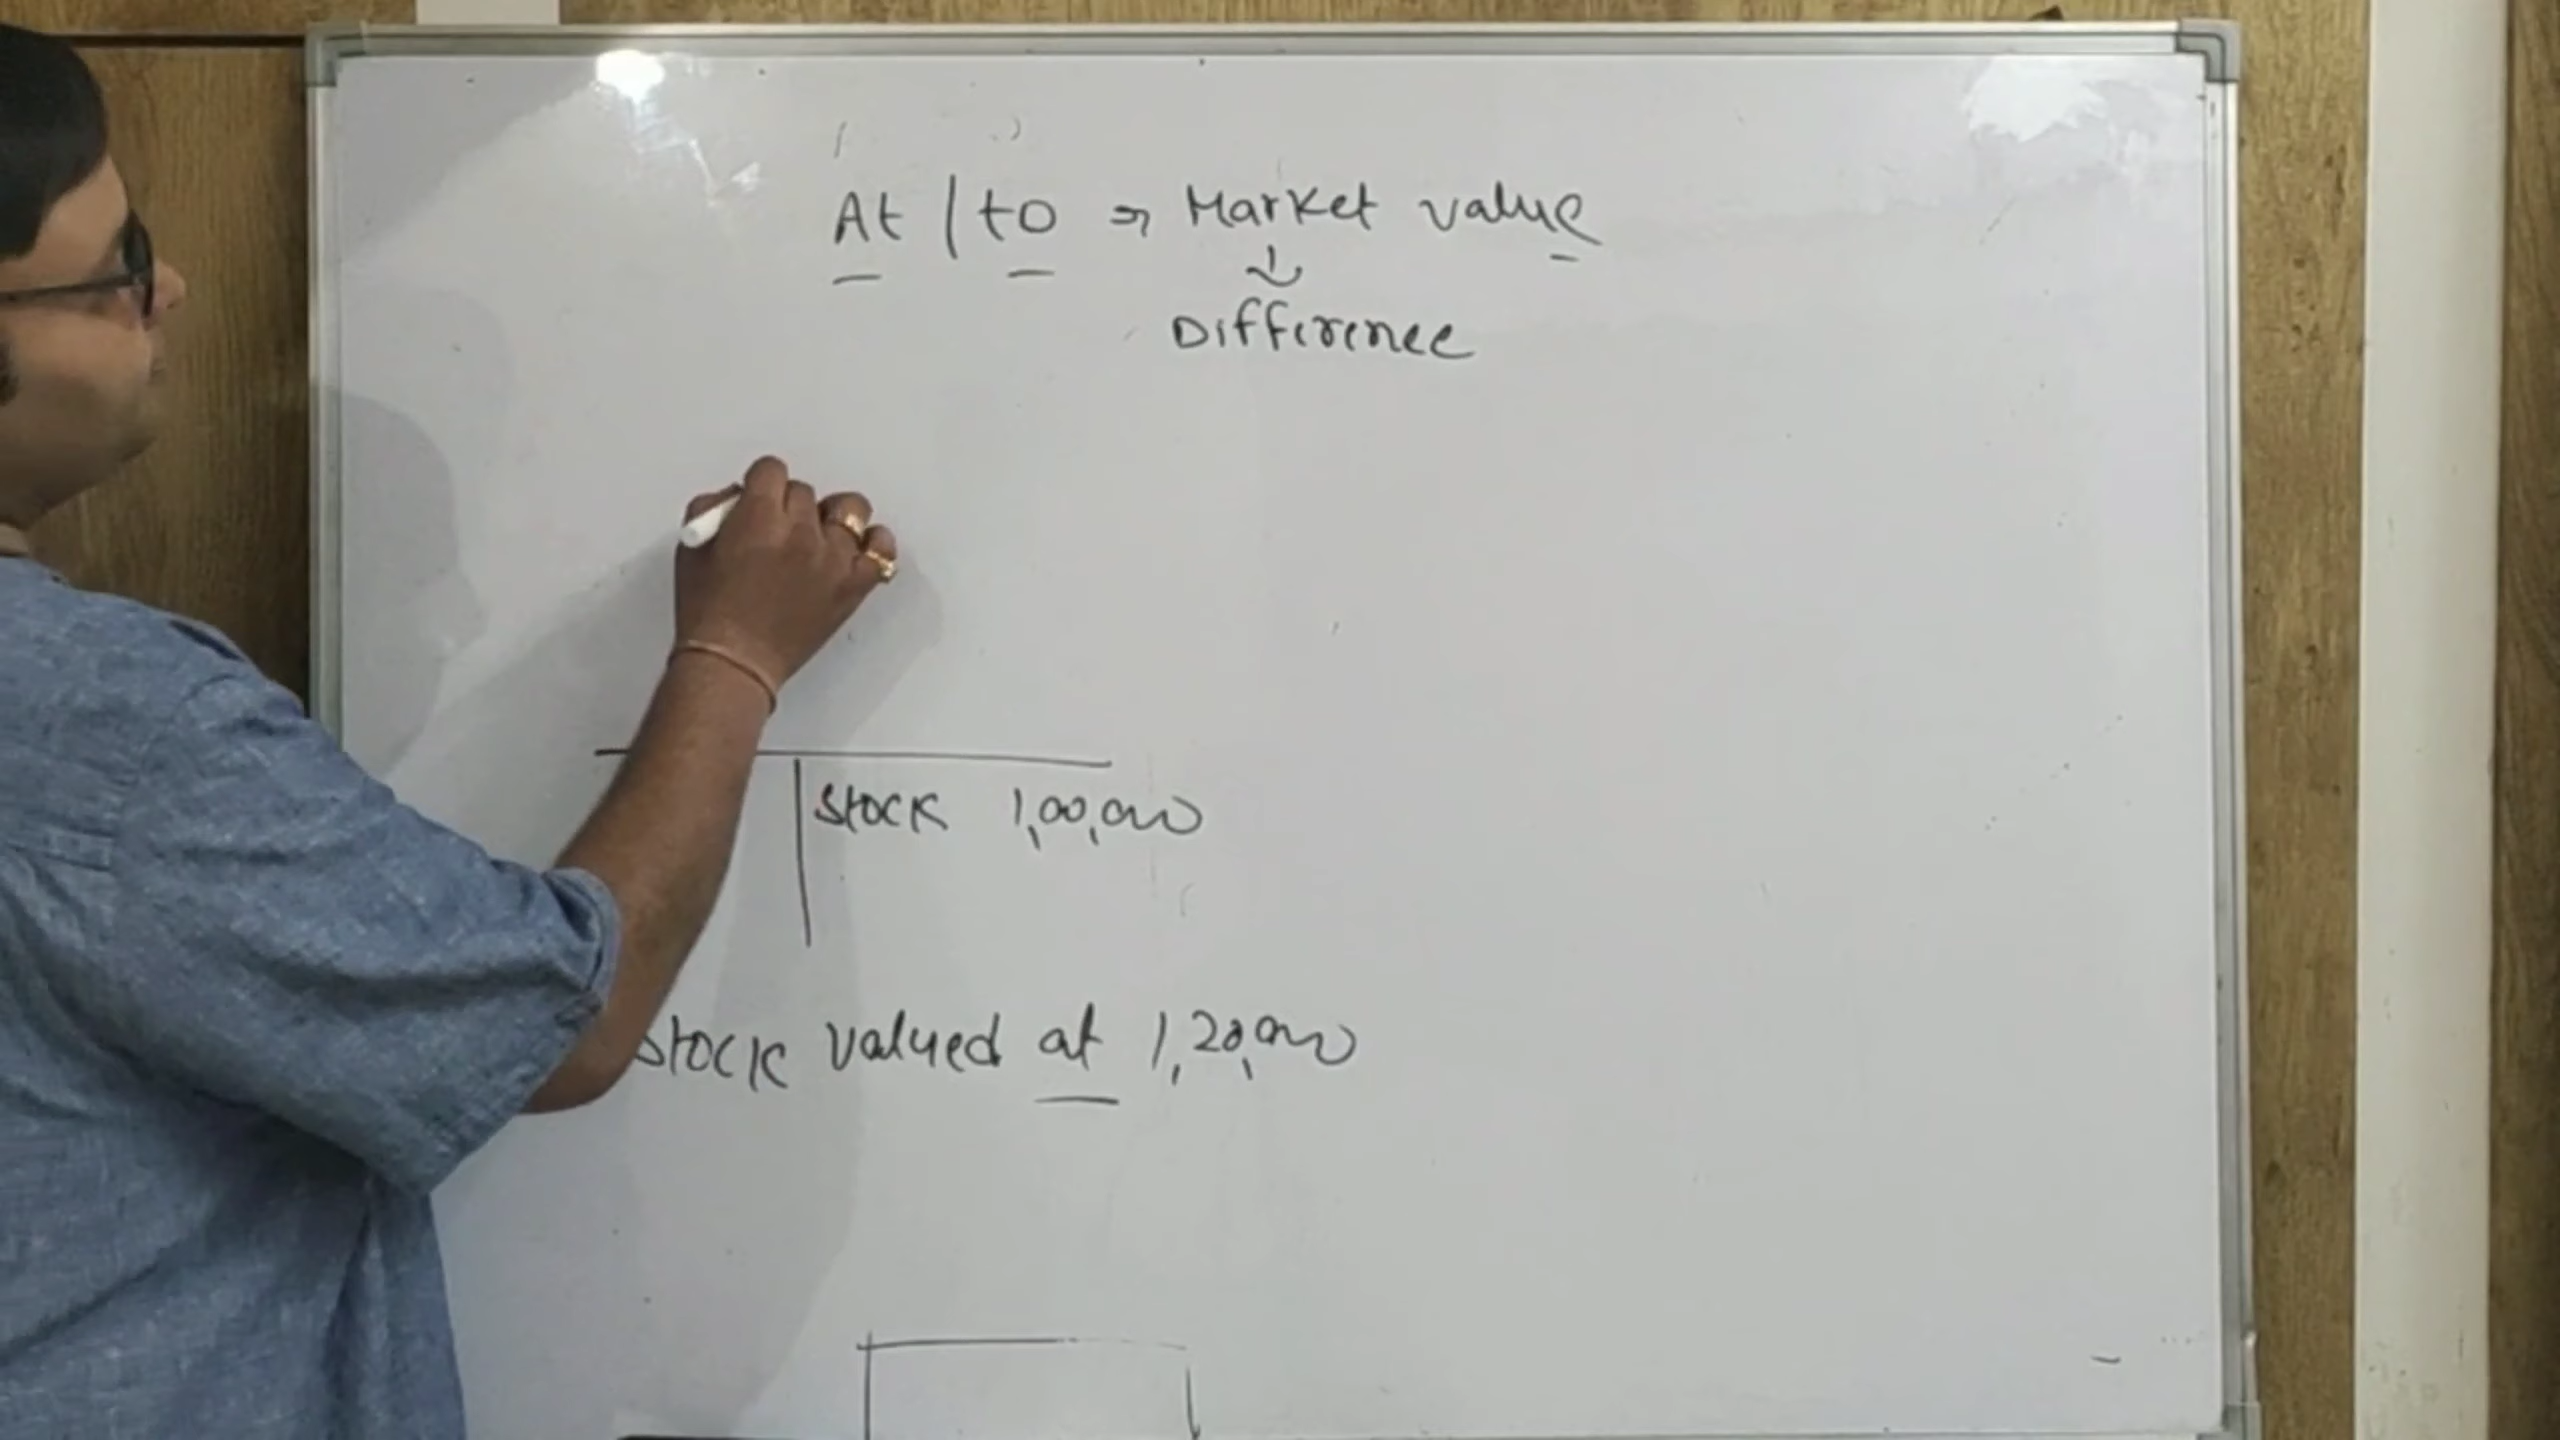 At / to ⇒ Market value
↓
Difference
Stock 1,00,000
Stock valued at 1,20,000